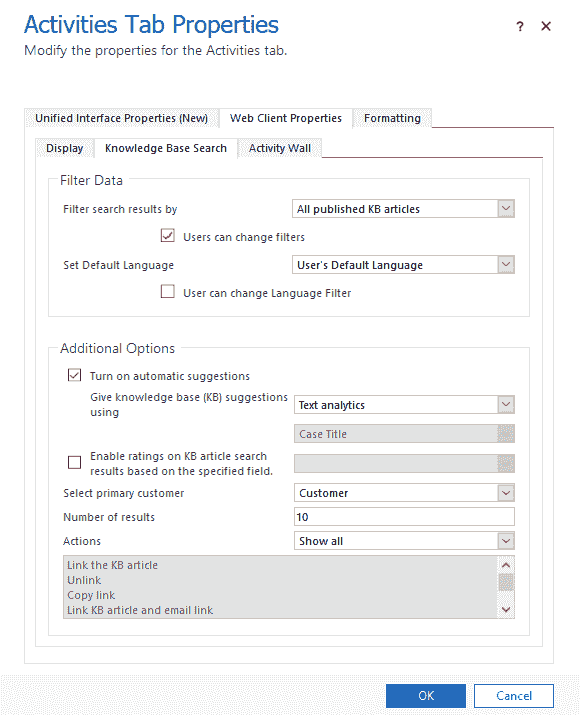 Activities Tab Properties
? ×
Modify the properties for the Activities tab.
Unified Interface Properties (New) Web Client Properties Formatting
Display Knowledge Base Search Activity Wall
Filter Data
Filter search results by All published KB articles
Users can change filters
Set Default Language User's Default Language
User can change Language Filter
Additional Options
Turn on automatic suggestions
Give knowledge base (KB) suggestions
using
Text analytics
Case Title
Enable ratings on KB article search
results based on the specified field.
Select primary customer Customer
Number of results 10
Actions Show all
Link the KB article
Unlink
Copy link
Link KB article and email link
OK Cancel